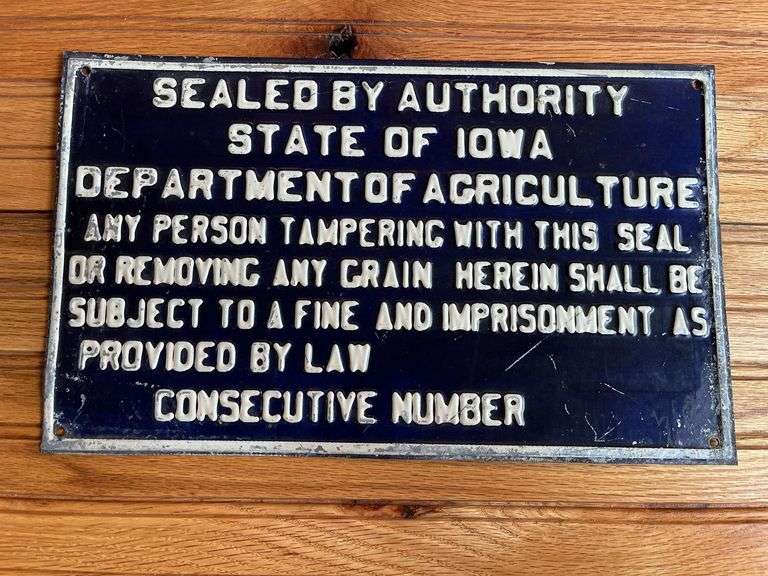 SEALED BY AUTHORITY
STATE OF IOWA
DEPARTMENT OF AGRICULTURE
ANY PERSON TAMPERING WITH THIS SEAL
OR REMOVING ANY GRAIN HEREIN SHALL BE
SUBJECT TO A FINE AND IMPRISONMENT AS
PROVIDED BY LAW
CONSECUTIVE NUMBER